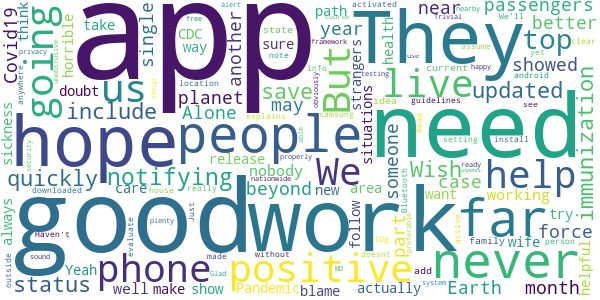 app
They
need
goodwork
hope
people
far
never
going
us
But
live
top
near
passengers
better
updated
showed
strangers
situations
immunization
help
We
Wish
case
working
force
month
phone
positive
notifying
quickly
status
beyond
someone
part
follow
area
new
nobody
release
include
Alone
planet
save
may
another
single
year
path
think
horrible
CDC
way
sure
doubt
Covid19
sickness
always
take
state
health
idea
try
want
add
wife
Earth
actually
blame
Pandemic
well
make
show
Yeah
care
helpful
alert
free
activated
We'll
Trivial
assume
yet
clear
nearby
framework
obviously
testing
happy
use
note
info
current
android
guidelines
see
samsung
setting
install
anywhere
privacy
location
explains
downloaded
house
really
without
made
Just
evaluate
plenty
Glad
doesnt
log
active
family
person
system
preferable
Bluetooth
properly
able
ready
nationwide
Haven't
sound
outside
security
MD